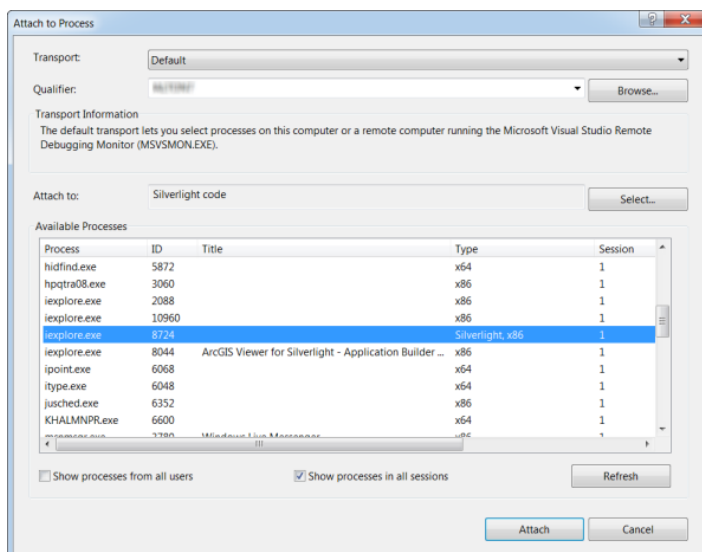 Attach to Process
Transport: Default
Qualifier: Browse...
Transport Information
The default transport lets you select processes on this computer or a remote computer running the Microsoft Visual Studio Remote
Debugging Monitor (MSVSMON.EXE).
Attach to: Silverlight code Select...
Available Processes
Process ID Title Type Session
hidfind.exe 5872 x64 1
hpqtra08.exe 3060 x86 1
iexplore.exe 2088 x86 1
iexplore.exe 10960 x86 1
iexplore.exe 8724 Silverlight, x86 1
iexplore.exe 8044 ArcGIS Viewer for Silverlight - Application Builder ... x86 1
ipoint.exe 6068 x64 1
itype.exe 6048 x64 1
jusched.exe 6352 x86 1
KHALMNPR.exe 6600 x64 1
Windows Live Messenger x86 1
Show processes from all users Show processes in all sessions Refresh
Attach Cancel